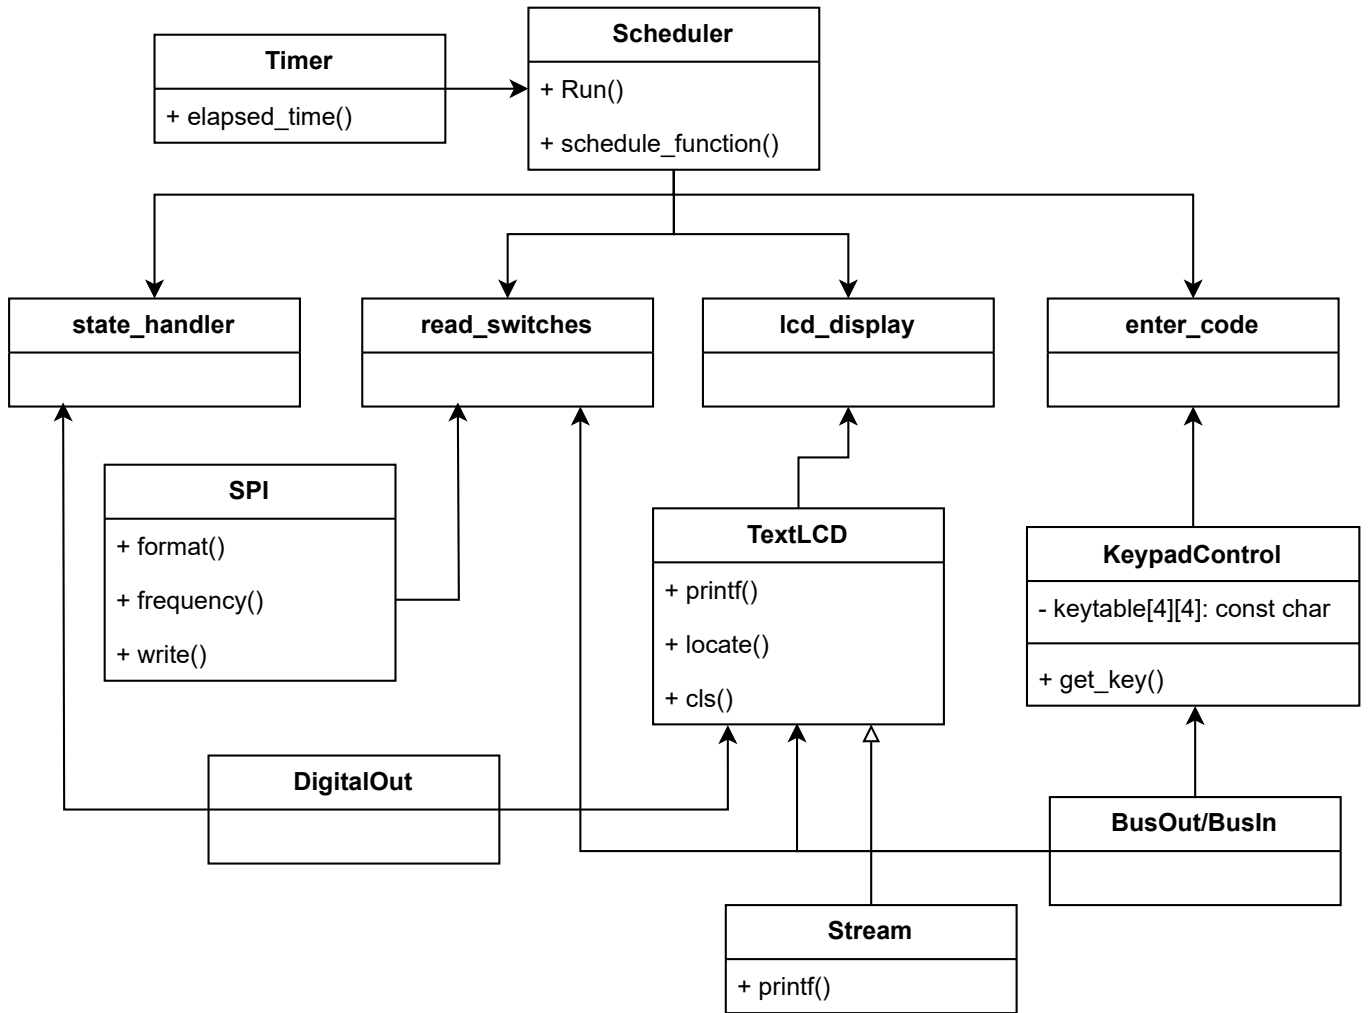 Timer
+ elapsed_time()
Scheduler
+ Run()
+ schedule_function()
state_handler
read_switches
lcd_display
enter_code
SPI
+ format()
+ frequency()
+ write()
TextLCD
+ printf()
+ locate()
+ cls()
KeypadControl
- keytable[4][4]: const char
+ get_key()
DigitalOut
BusOut/BusIn
Stream
+ printf()